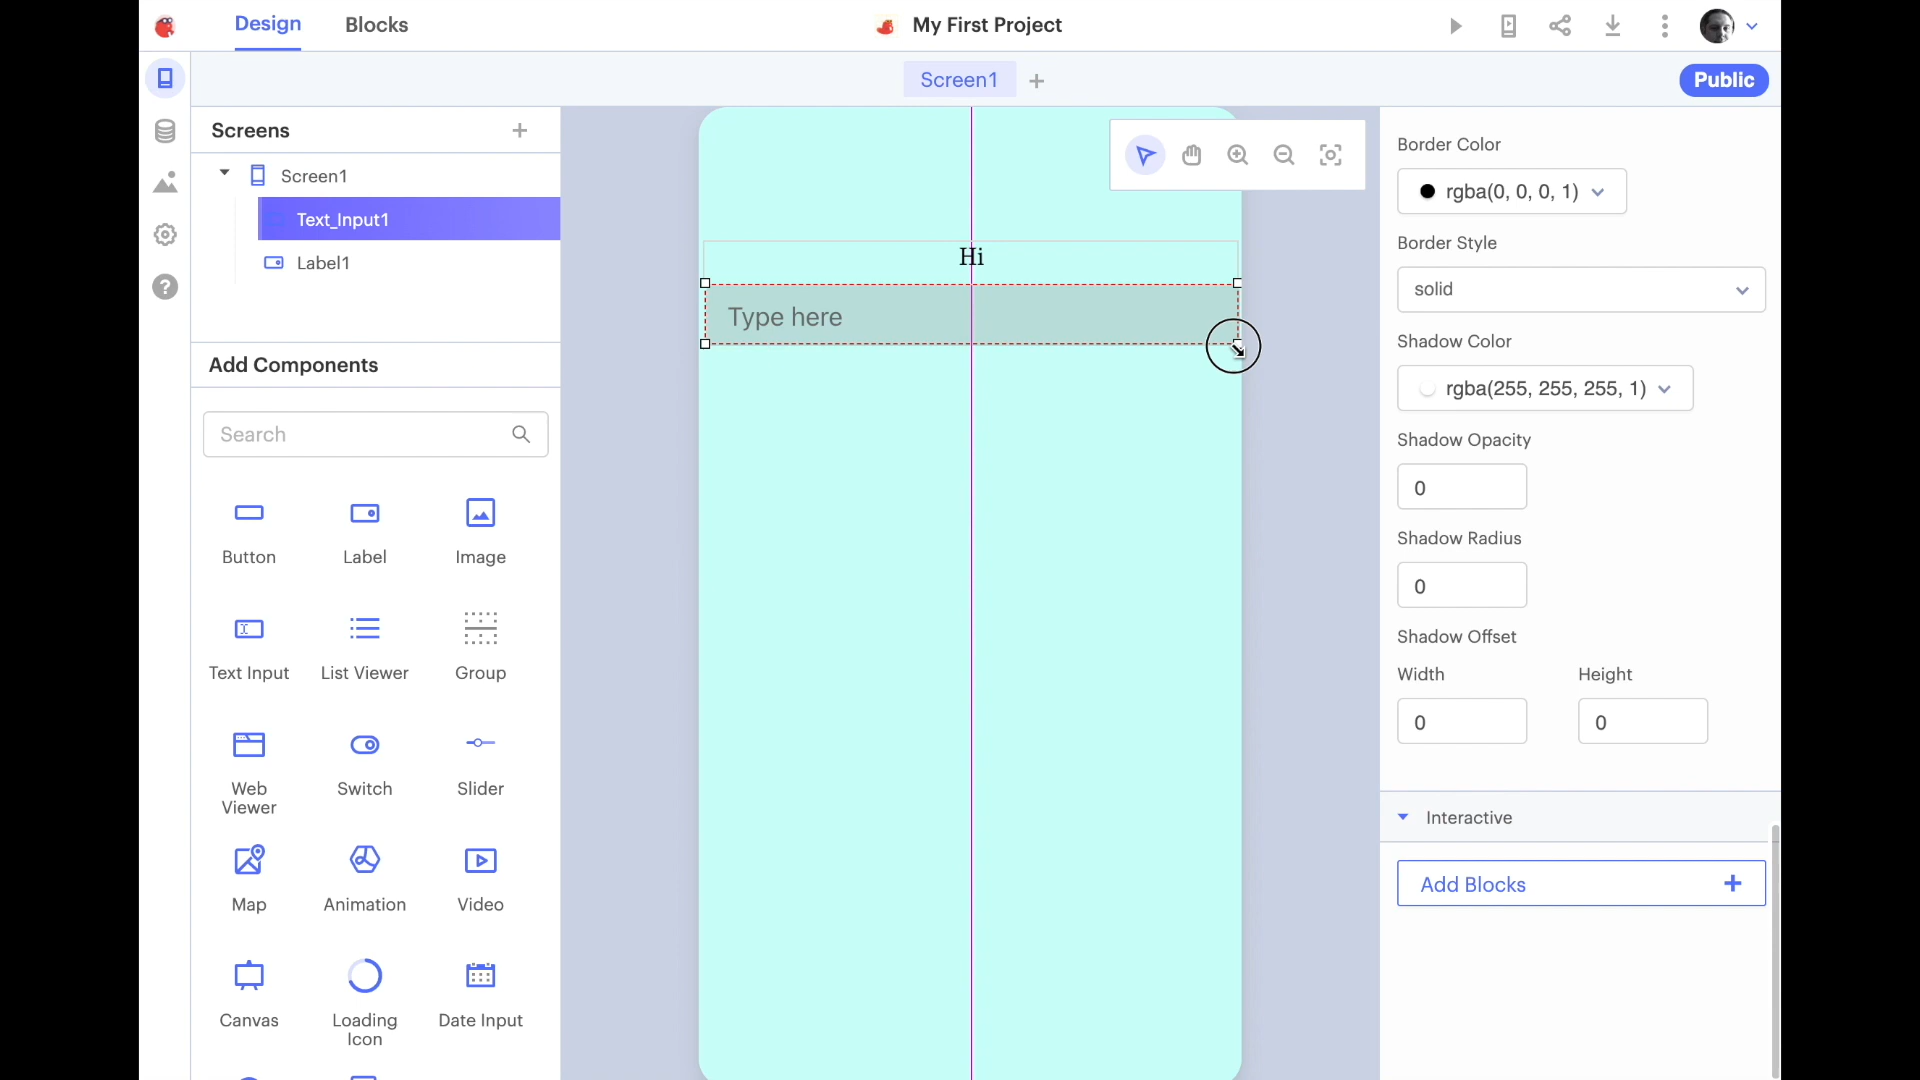 Design
Blocks
My First Project
Screen1
Public
Screens
Screen1
Text_Input1
Label1
Add Components
Search
Button
Label
Image
Text Input
List Viewer
Group
Web
Viewer
Switch
Slider
Map
Animation
Video
Canvas
Loading
Icon
Date Input
Hi
Type here
Border Color
rgba(0, 0, 0, 1)
Border Style
solid
Shadow Color
rgba(255, 255, 255, 1)
Shadow Opacity
0
Shadow Radius
0
Shadow Offset
Width
Height
0
0
Interactive
Add Blocks